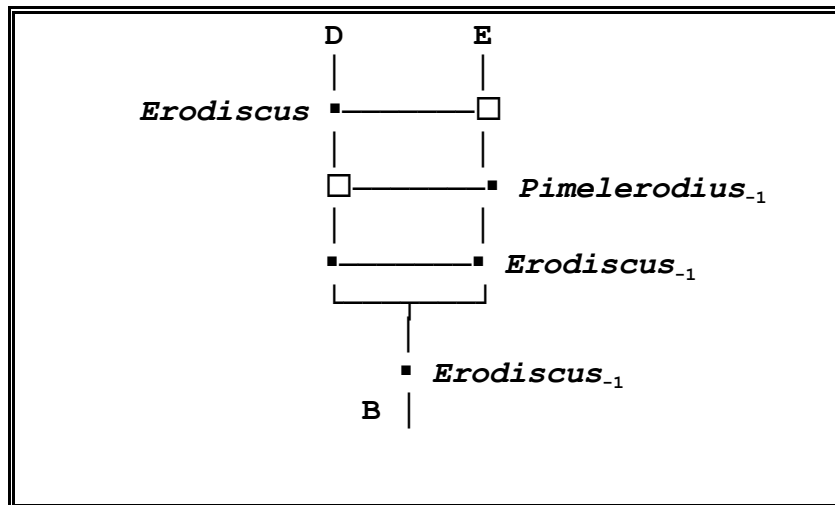 D E
Erodiscus
Pimelerodius₋₁
Erodiscus₋₁
Erodiscus₋₁
B